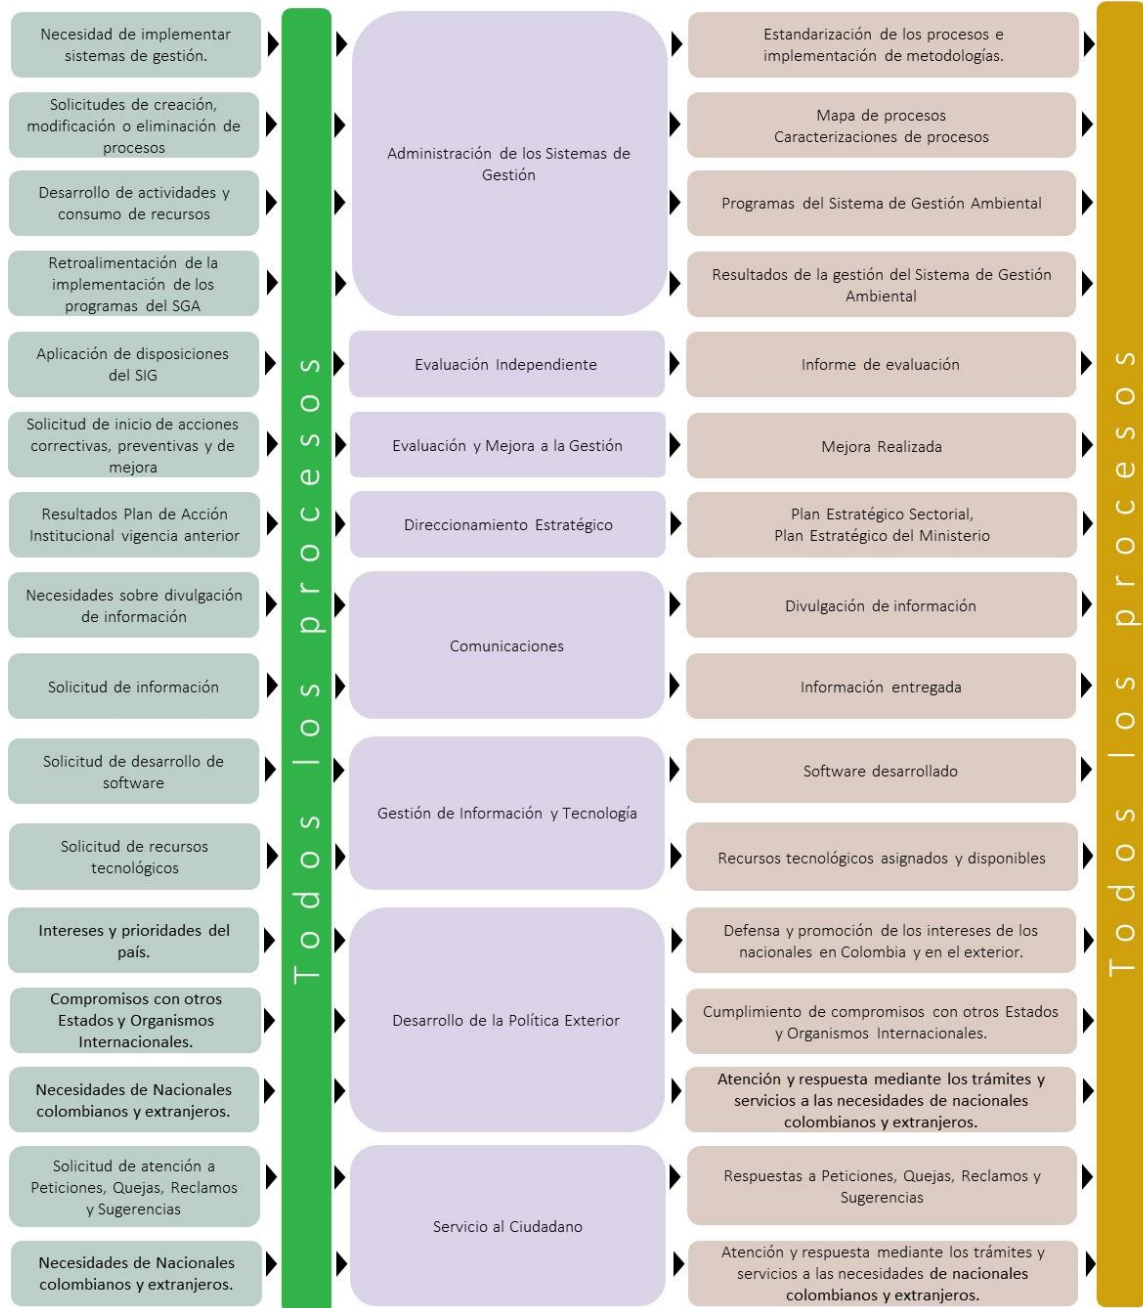 Necesidad de implementar
sistemas de gestión.
Solicitudes de creación,
modificación o eliminación de
procesos
Desarrollo de actividades y
consumo de recursos
Retroalimentación de la
implementación de los
programas del SGA
Aplicación de disposiciones
del SIG
Solicitud de inicio de acciones
correctivas, preventivas y de
mejora
Resultados Plan de Acción
Institucional vigencia anterior
Necesidades sobre divulgación
de información
Solicitud de información
Solicitud de desarrollo de
software
Solicitud de recursos
tecnológicos
Intereses y prioridades del
país.
Compromisos con otros
Estados y Organismos
Internacionales.
Necesidades de Nacionales
colombianos y extranjeros.
Solicitud de atención a
Peticiones, Quejas, Reclamos
y Sugerencias
Necesidades de Nacionales
colombianos y extranjeros.
Todos los procesos
Administración de los Sistemas de
Gestión
Evaluación Independiente
Evaluación y Mejora a la Gestión
Direccionamiento Estratégico
Comunicaciones
Gestión de Información y Tecnología
Desarrollo de la Política Exterior
Servicio al Ciudadano
Estandarización de los procesos e
implementación de metodologías.
Mapa de procesos
Caracterizaciones de procesos
Programas del Sistema de Gestión Ambiental
Resultados de la gestión del Sistema de Gestión
Ambiental
Informe de evaluación
Mejora Realizada
Plan Estratégico Sectorial,
Plan Estratégico del Ministerio
Divulgación de información
Información entregada
Software desarrollado
Recursos tecnológicos asignados y disponibles
Defensa y promoción de los intereses de los
nacionales en Colombia y en el exterior.
Cumplimiento de compromisos con otros Estados
y Organismos Internacionales.
Atención y respuesta mediante los trámites y
servicios a las necesidades de nacionales
colombianos y extranjeros.
Respuestas a Peticiones, Quejas, Reclamos y
Sugerencias
Atención y respuesta mediante los trámites y
servicios a las necesidades de nacionales
colombianos y extranjeros.
Todos los procesos